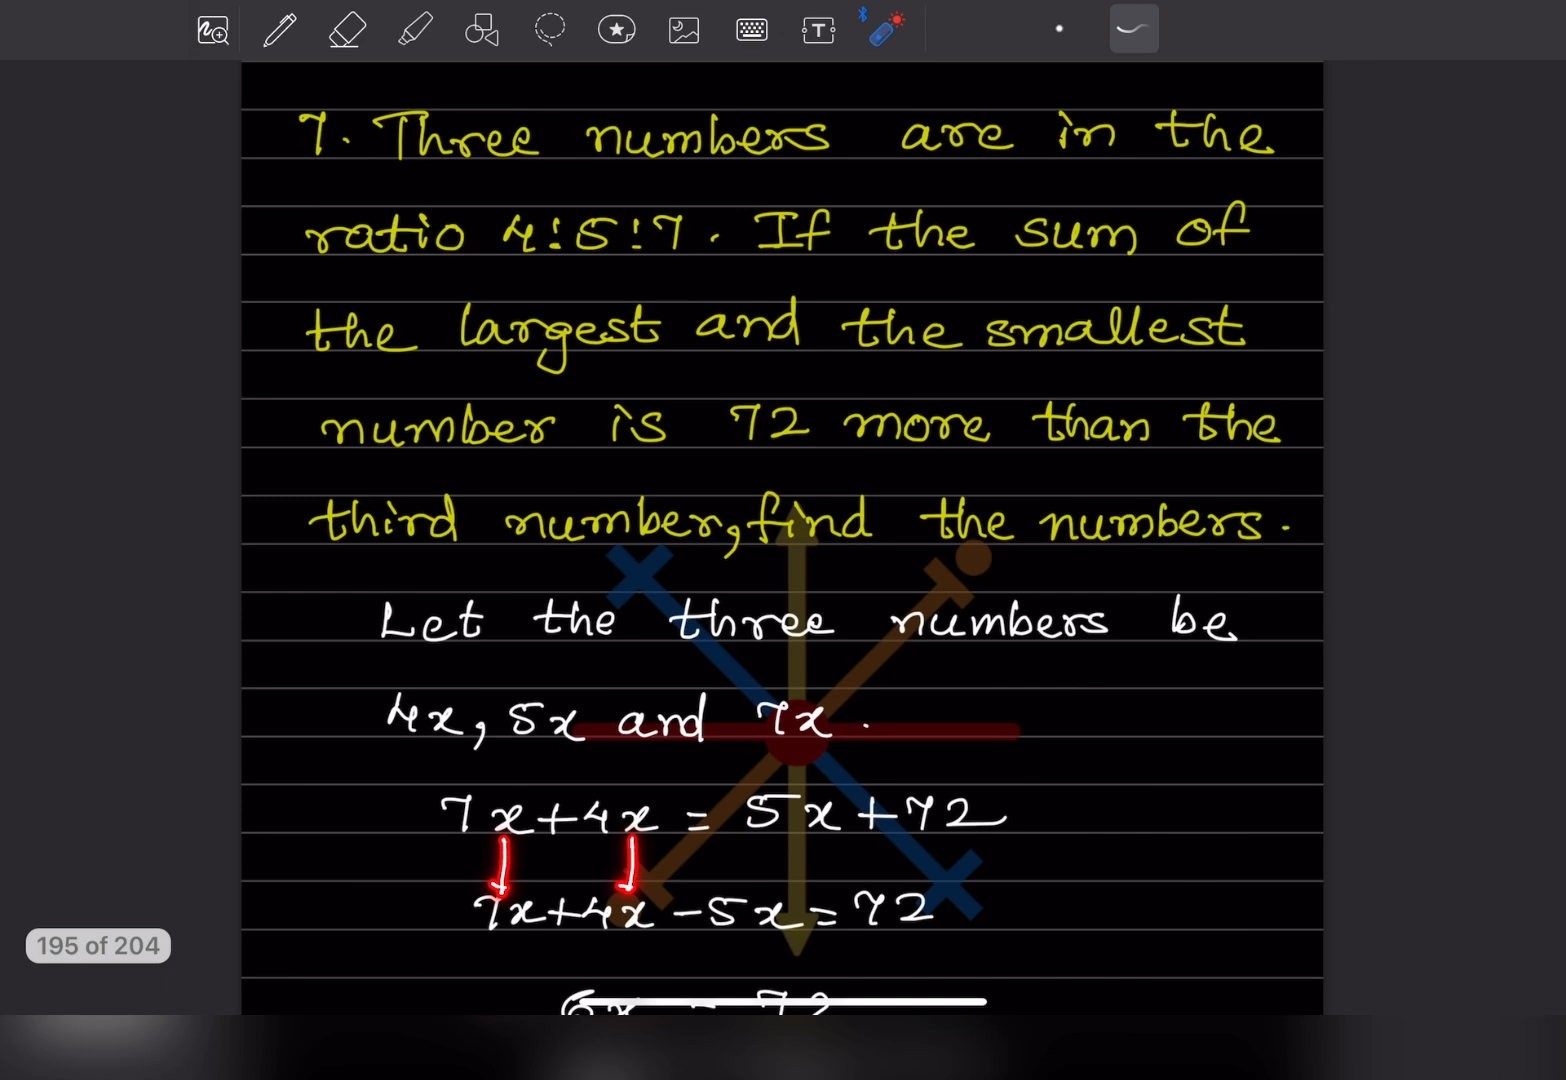 7. Three numbers are in the
ratio 4:5:7. If the sum of
the largest and the smallest
number is 72 more than the
third number, find the numbers.
Let the three numbers be
4x, 5x and 7x.
7x+4x = 5x+72
7x+4x-5x=72
195 of 204
6x = 72